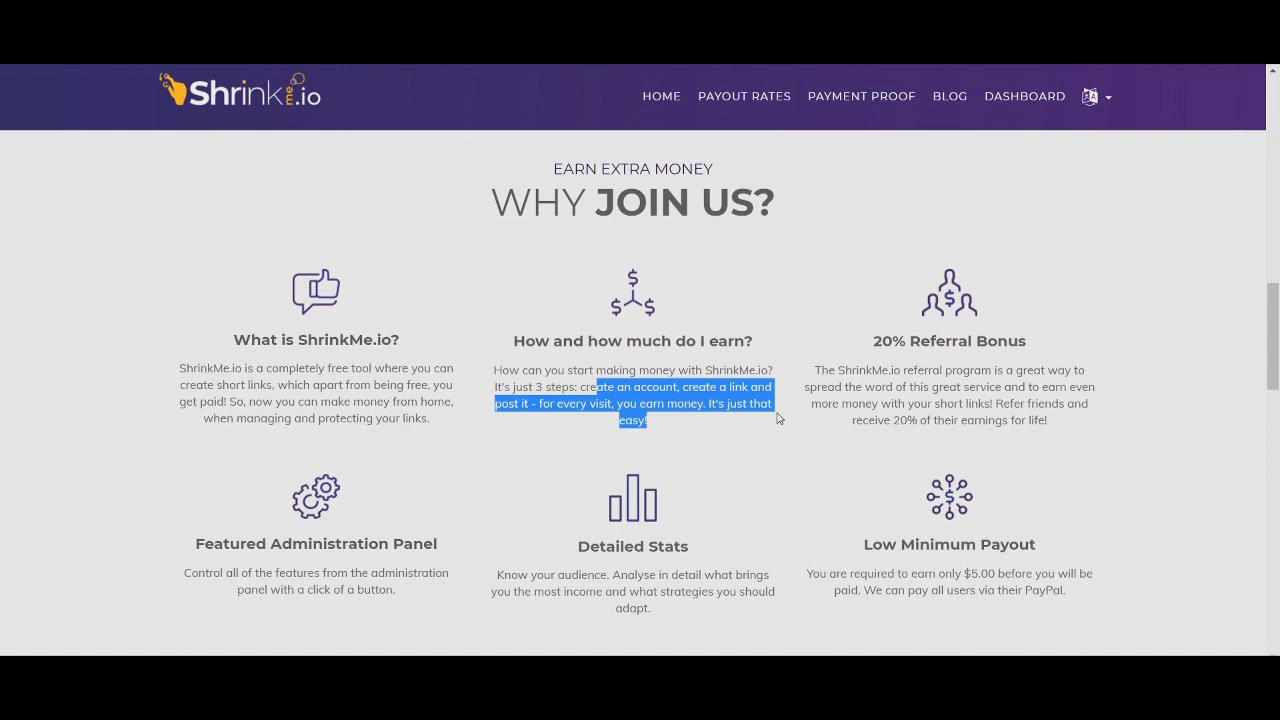 Shrinkme.io
HOME PAYOUT RATES PAYMENT PROOF BLOG DASHBOARD
EARN EXTRA MONEY
WHY JOIN US?
What is ShrinkMe.io?
ShrinkMe.io is a completely free tool where you can
create short links, which apart from being free, you
get paid! So, now you can make money from home,
when managing and protecting your links.
How and how much do I earn?
How can you start making money with ShrinkMe.io?
It's just 3 steps: create an account, create a link and
post it - for every visit, you earn money. It's just that
easy!
20% Referral Bonus
The ShrinkMe.io referral program is a great way to
spread the word of this great service and to earn even
more money with your short links! Refer friends and
receive 20% of their earnings for life!
Featured Administration Panel
Control all of the features from the administration
panel with a click of a button.
Detailed Stats
Know your audience. Analyse in detail what brings
you the most income and what strategies you should
adapt.
Low Minimum Payout
You are required to earn only $5.00 before you will be
paid. We can pay all users via their PayPal.